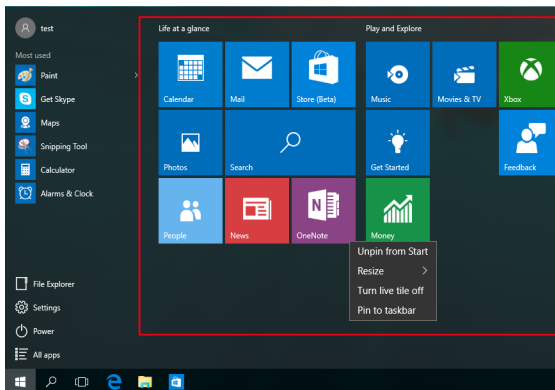 test
Most used
Paint
Get Skype
Maps
Snipping Tool
Calculator
Alarms & Clock
File Explorer
Settings
Power
All apps
Life at a glance
Calendar
Mail
Store (Beta)
Photos
Search
People
News
OneNote
Play and Explore
Music
Movies & TV
Xbox
Get Started
Feedback
Money
Unpin from Start
Resize
Turn live tile off
Pin to taskbar